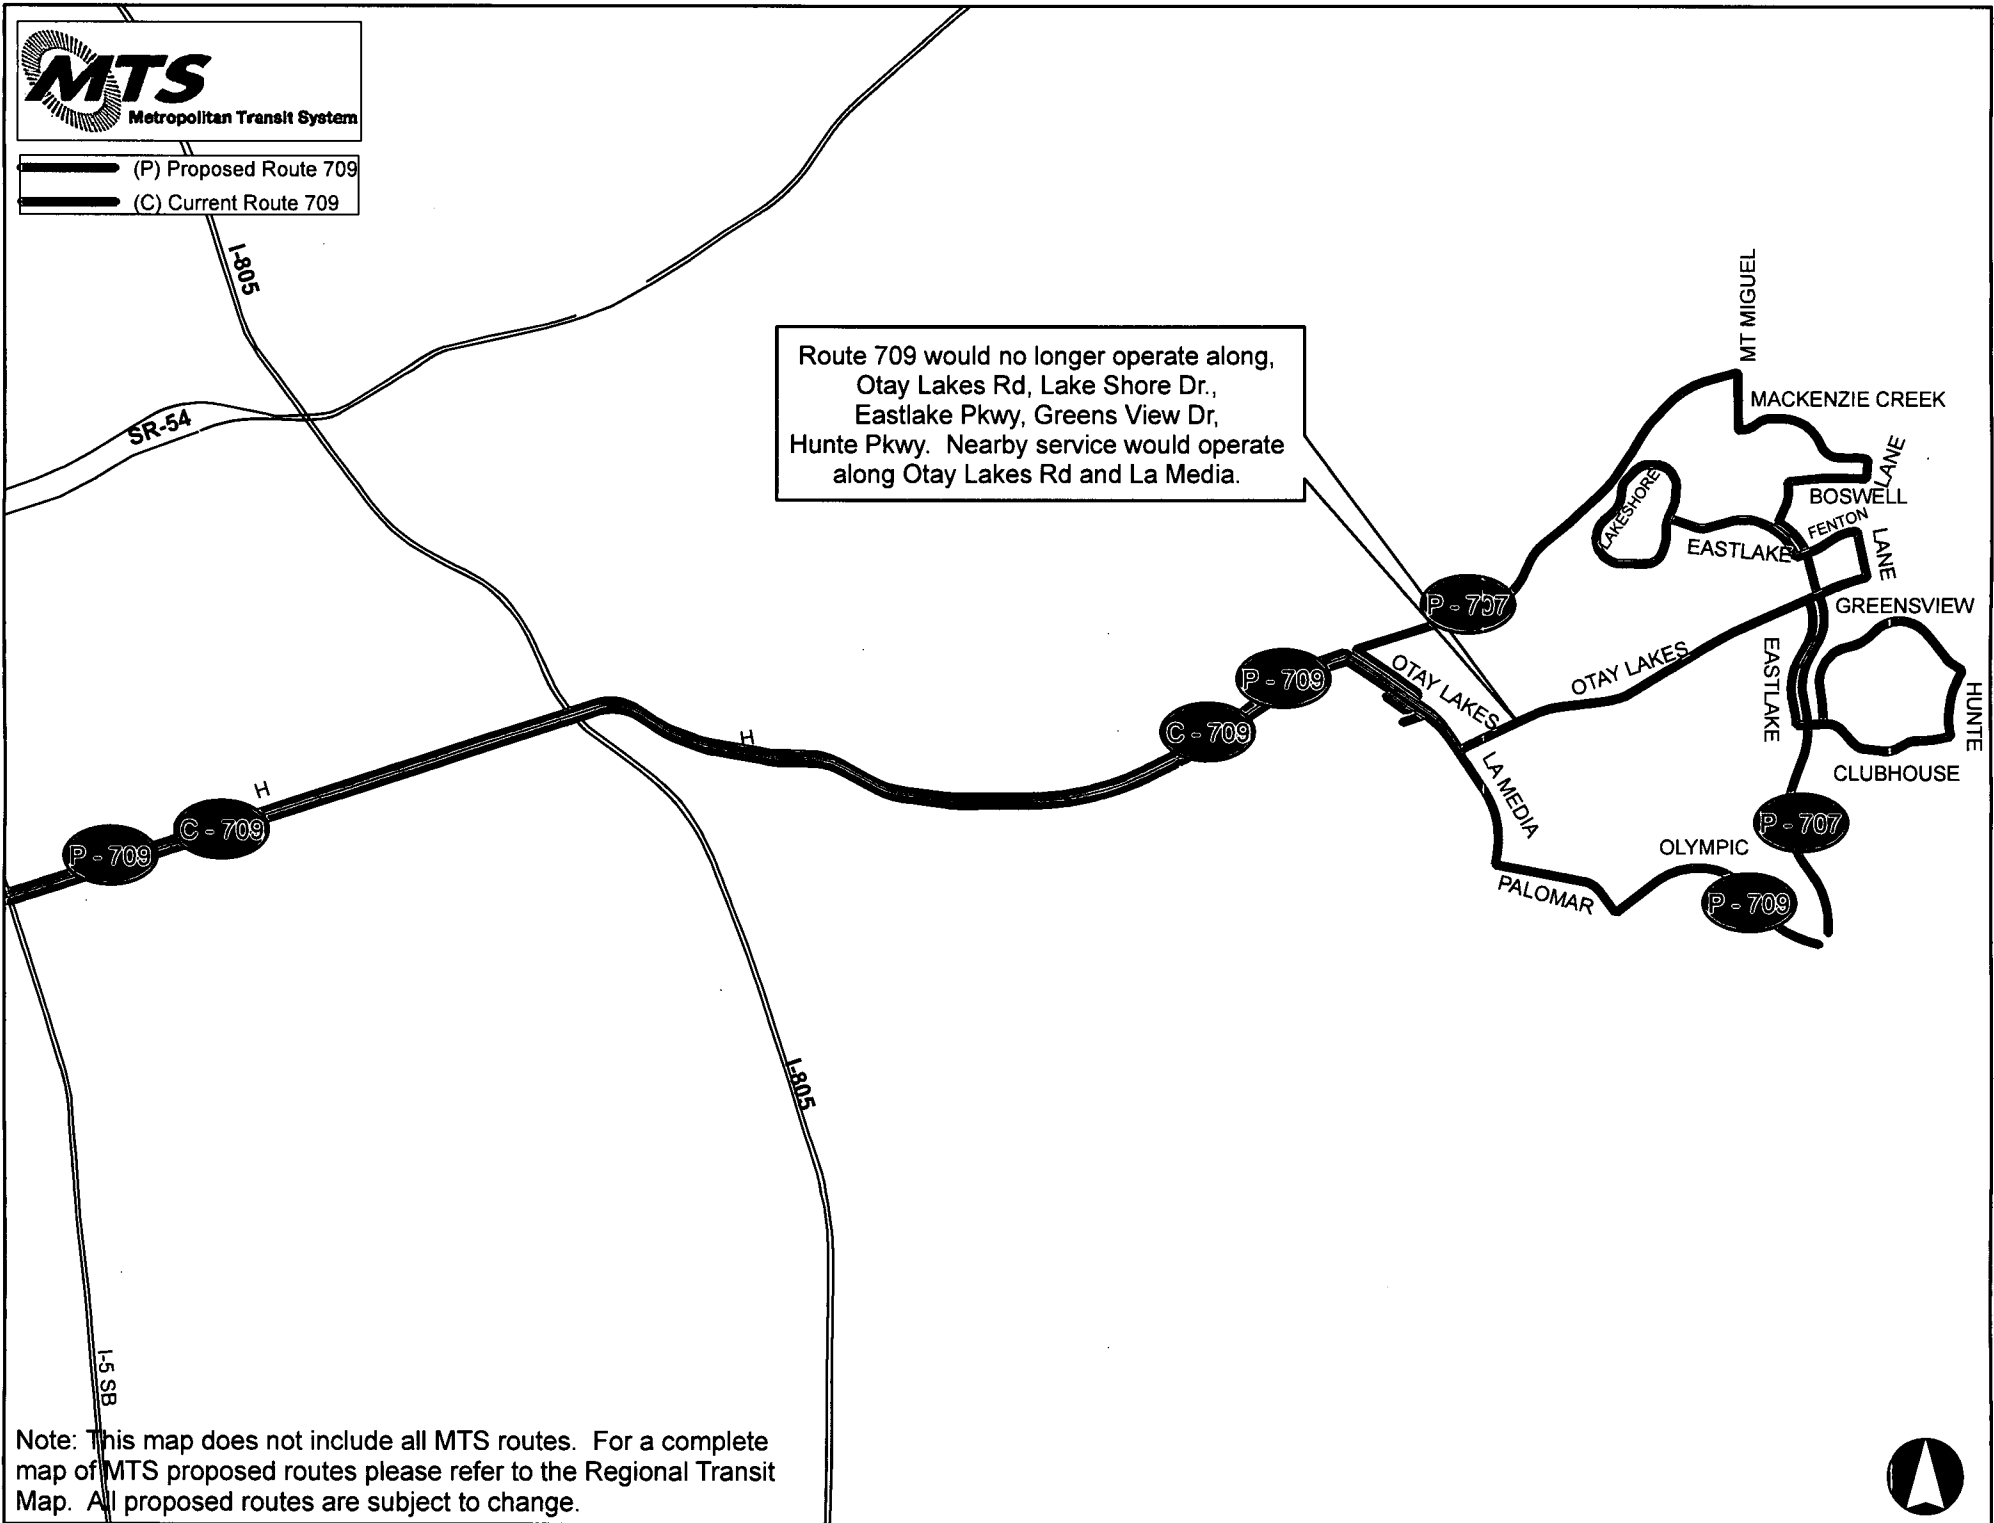 MTS
Metropolitan Transit System
(P) Proposed Route 709
(C) Current Route 709
I-805
SR-54
Route 709 would no longer operate along,
Otay Lakes Rd, Lake Shore Dr.,
Eastlake Pkwy, Greens View Dr,
Hunte Pkwy. Nearby service would operate
along Otay Lakes Rd and La Media.
MT MIGUEL
MACKENZIE CREEK
LANE
BOSWELL
LAKESHORE
FENTON
EASTLAKE
LANE
P - 707
GREENSVIEW
OTAY LAKES
OTAY LAKES
EASTLAKE
HUNTE
P - 709
C - 709
H
CLUBHOUSE
LA MEDIA
H
C - 709
P - 709
P - 707
OLYMPIC
PALOMAR
P - 709
I-805
I-5 SB
Note: This map does not include all MTS routes. For a complete
map of MTS proposed routes please refer to the Regional Transit
Map. All proposed routes are subject to change.